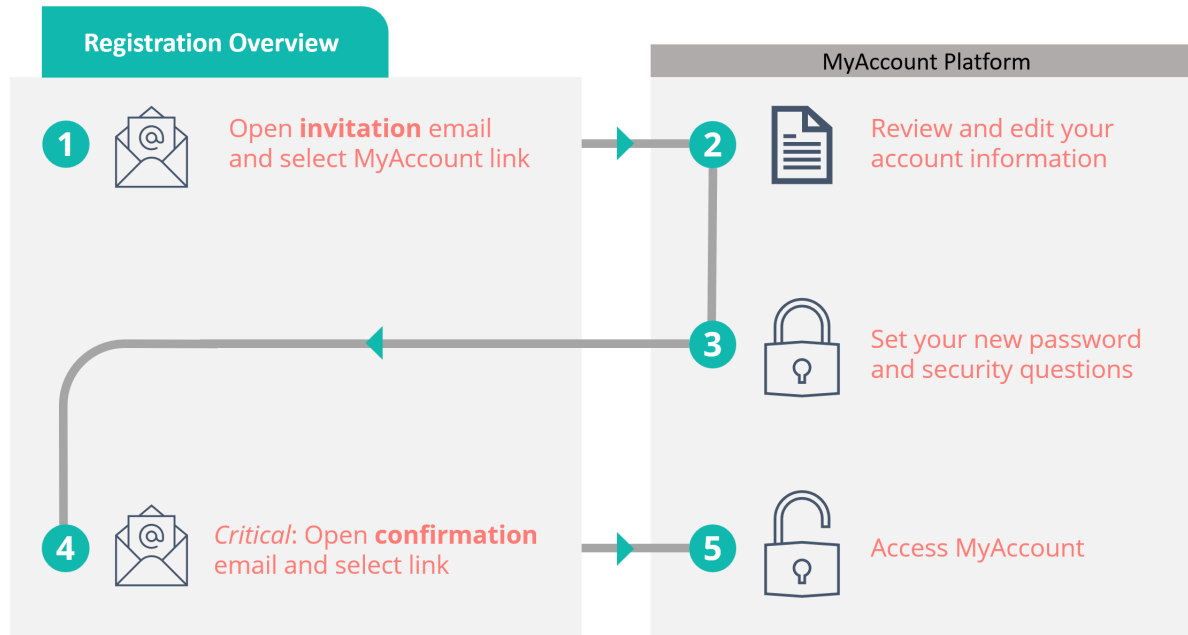 Registration Overview
MyAccount Platform
1
Open invitation email
and select MyAccount link
2
Review and edit your
account information
3
Set your new password
and security questions
4
Critical: Open confirmation
email and select link
5
Access MyAccount